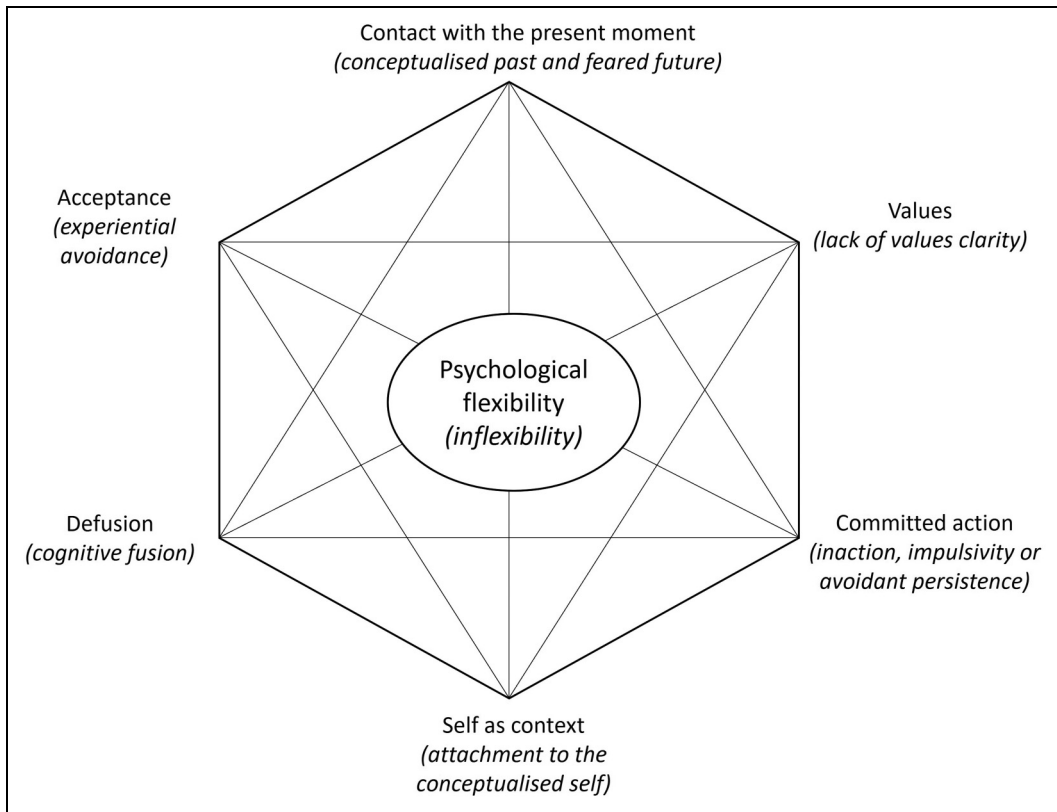 Contact with the present moment
(conceptualised past and feared future)
Acceptance
(experiential
avoidance)
Values
(lack of values clarity)
Psychological
flexibility
(inflexibility)
Defusion
(cognitive fusion)
Committed action
(inaction, impulsivity or
avoidant persistence)
Self as context
(attachment to the
conceptualised self)